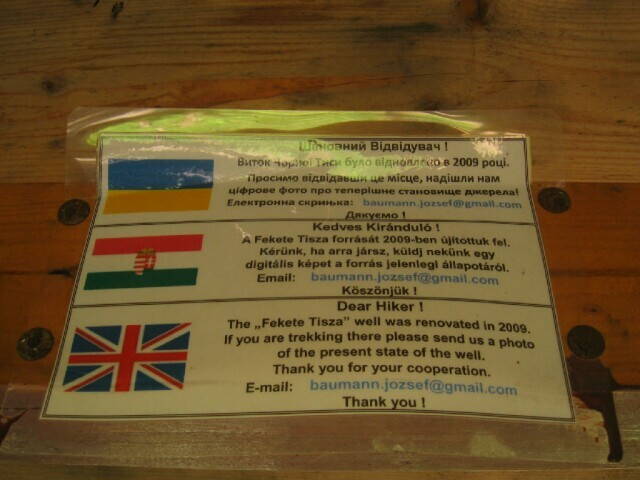 Шановний Відвідувач !
Виток Чорної Тиси було відновлено в 2009 році.
Просимо відвідавши це місце, надішли нам
цифрове фото про теперішне становище джерела!
Електронна скринька: baumann.jozsef@gmail.com
Дякуємо !
Kedves Kiránduló !
A Fekete Tisza forrását 2009-ben újítottuk fel.
Kérünk, ha arra jársz, küldj nekünk egy
digitális képet a forrás jelenlegi állapotáról.
Email: baumann.jozsef@gmail.com
Köszönjük !
Dear Hiker !
The „Fekete Tisza” well was renovated in 2009.
If you are trekking there please send us a photo
of the present state of the well.
Thank you for your cooperation.
E-mail: baumann.jozsef@gmail.com
Thank you !